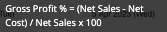 Gross Profit % = (Net Sales - Net
Cost) / Net Sales x 100